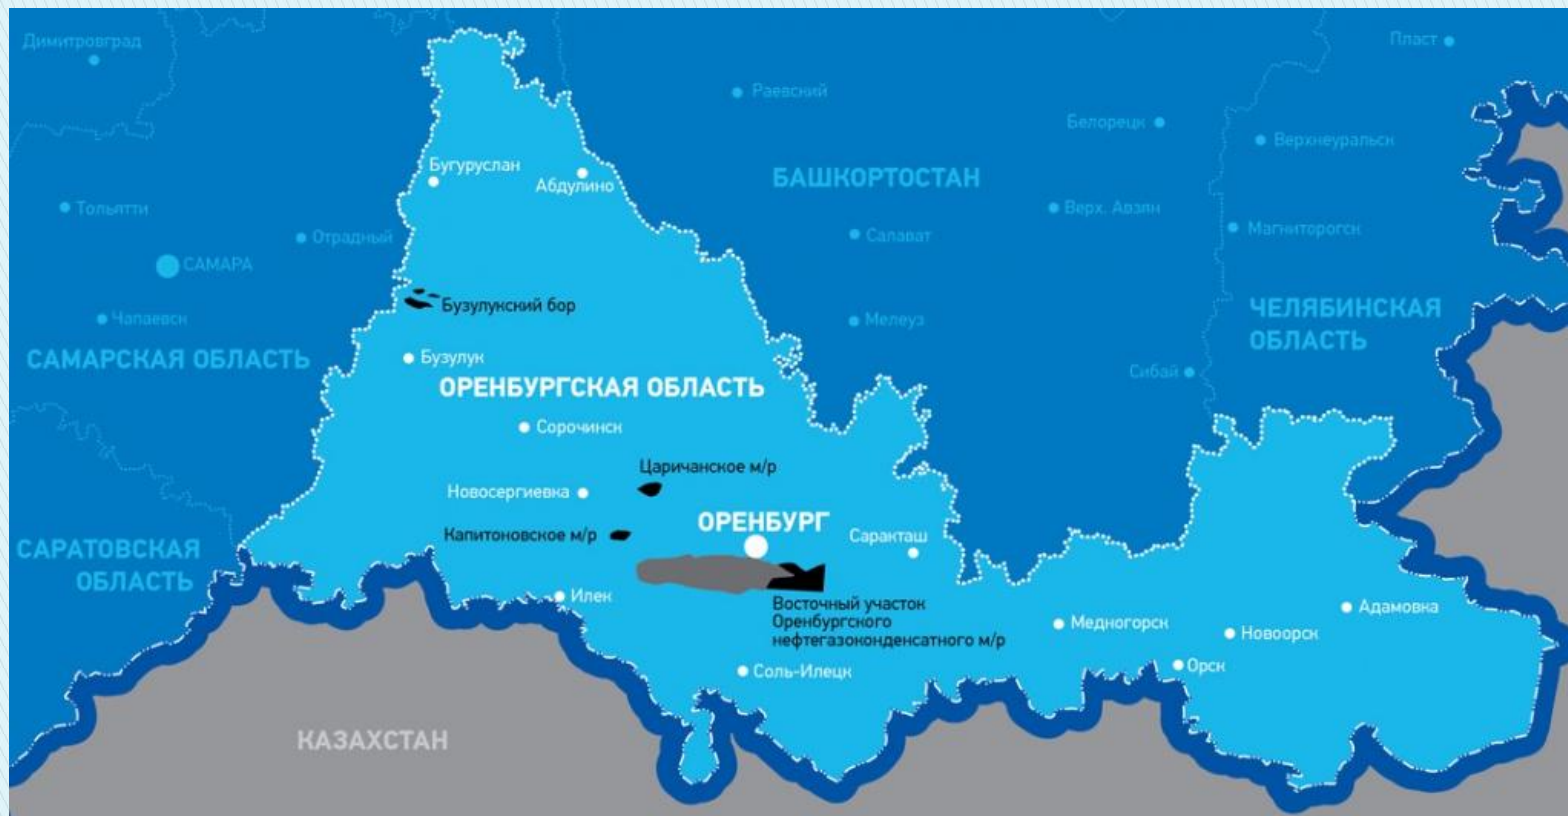 Димитровград
Пласт
Раевский
Белорецк
Верхнеуральск
Бугуруслан
Абдулино
БАШКОРТОСТАН
Тольятти
Верх. Авзян
Отрадный
Салават
Магниторогск
САМАРА
Бузулукский бор
Чапаевск
Мелеуз
ЧЕЛЯБИНСКАЯ
ОБЛАСТЬ
САМАРСКАЯ ОБЛАСТЬ
Бузулук
Сибай
ОРЕНБУРГСКАЯ ОБЛАСТЬ
Сорочинск
Царичанское м/р
Новосергиевка
ОРЕНБУРГ
Капитоновское м/р
Саракташ
САРАТОВСКАЯ
ОБЛАСТЬ
Илек
Восточный участок
Оренбургского
нефтегазоконденсатного м/р
Адамовка
Медногорск
Новоорск
Соль-Илецк
Орск
КАЗАХСТАН